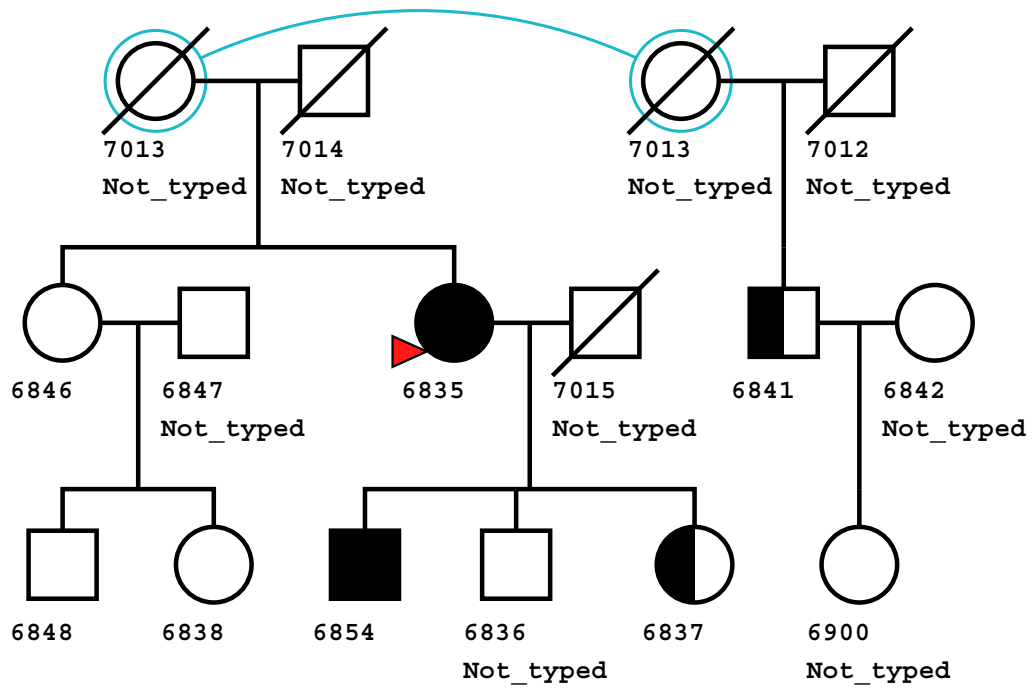 7013 7014 7013 7012
Not_typed Not_typed Not_typed Not_typed
6846 6847 6835 7015 6841 6842
Not_typed Not_typed Not_typed
6848 6838 6854 6836 6837 6900
Not_typed Not_typed